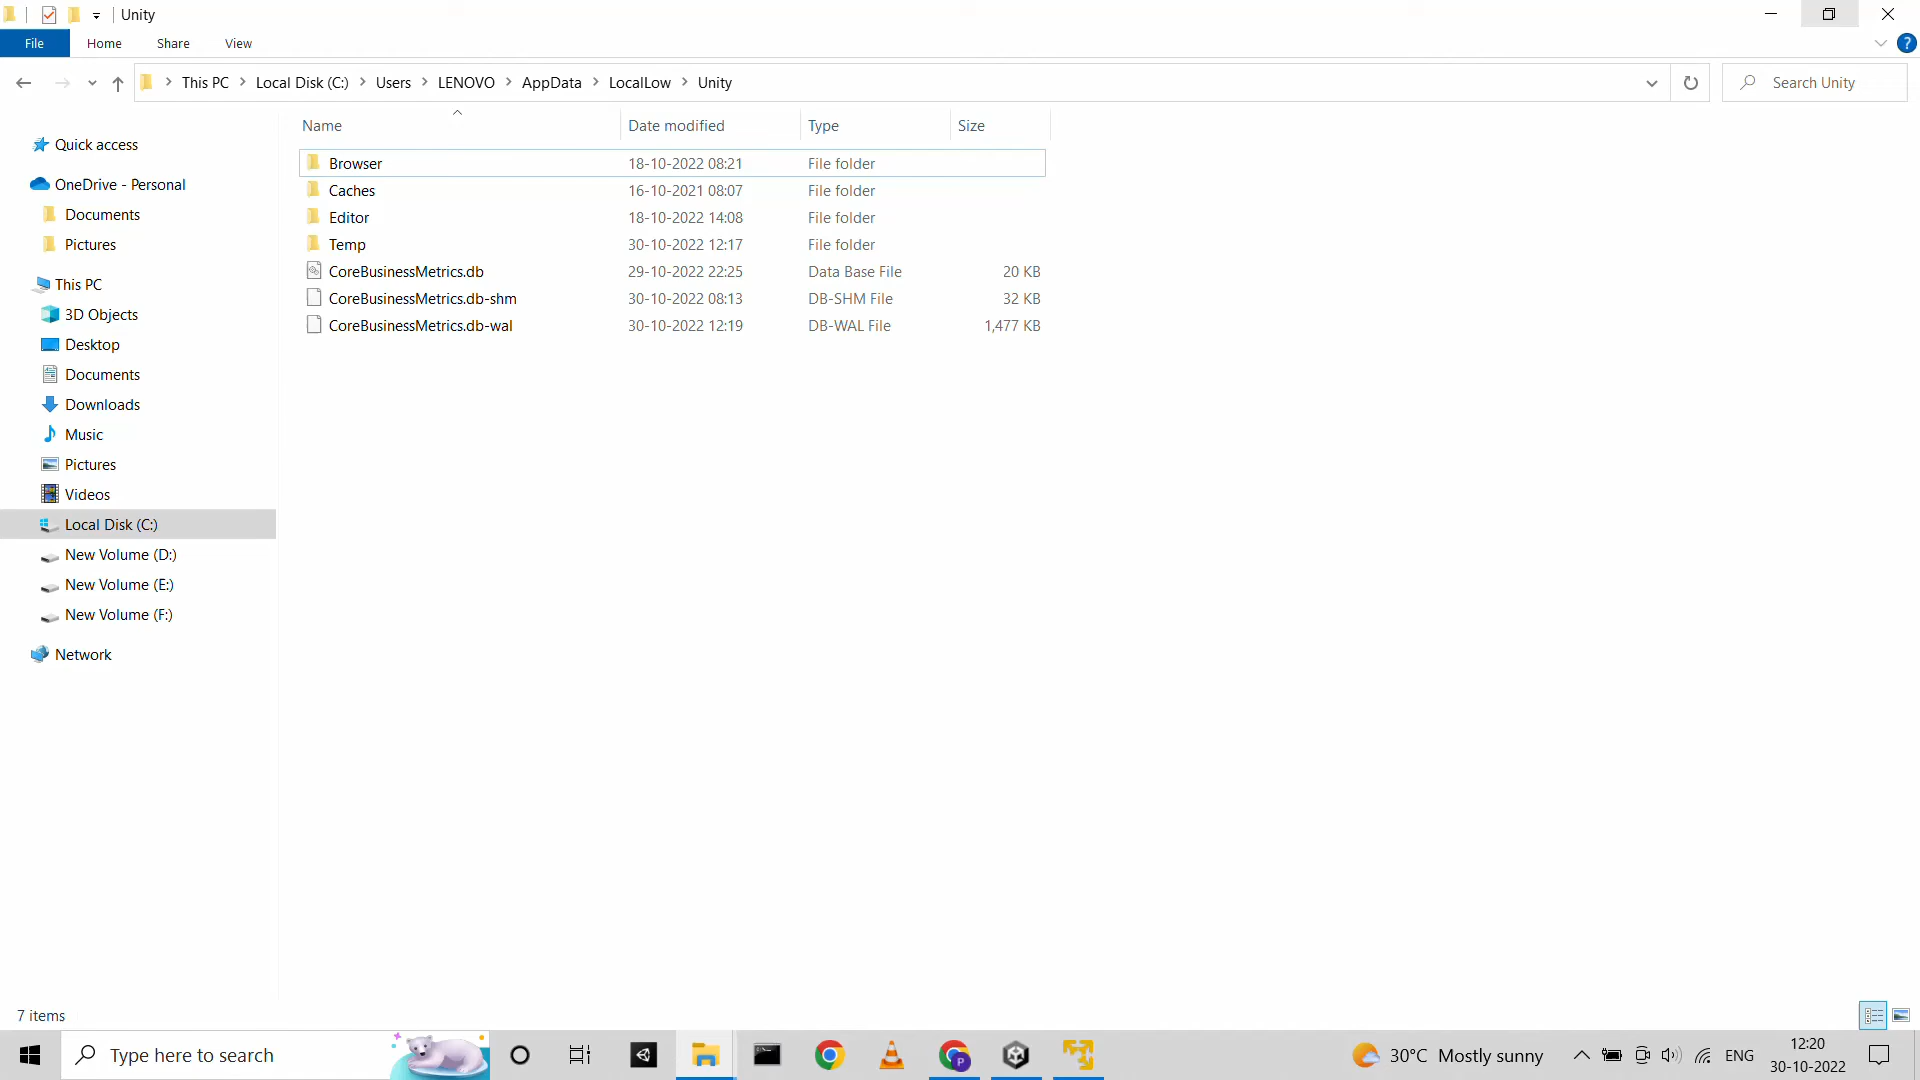 Unity
File Home Share View
This PC Local Disk (C:) Users LENOVO AppData LocalLow Unity
Search Unity
Name Date modified Type Size
Quick access
OneDrive - Personal
Documents
Pictures
This PC
3D Objects
Desktop
Documents
Downloads
Music
Pictures
Videos
Local Disk (C:)
New Volume (D:)
New Volume (E:)
New Volume (F:)
Network
Browser 18-10-2022 08:21 File folder
Caches 16-10-2021 08:07 File folder
Editor 18-10-2022 14:08 File folder
Temp 30-10-2022 12:17 File folder
CoreBusinessMetrics.db 29-10-2022 22:25 Data Base File 20 KB
CoreBusinessMetrics.db-shm 30-10-2022 08:13 DB-SHM File 32 KB
CoreBusinessMetrics.db-wal 30-10-2022 12:19 DB-WAL File 1,477 KB
7 items
Type here to search
P
30°C Mostly sunny
ENG
12:20
30-10-2022